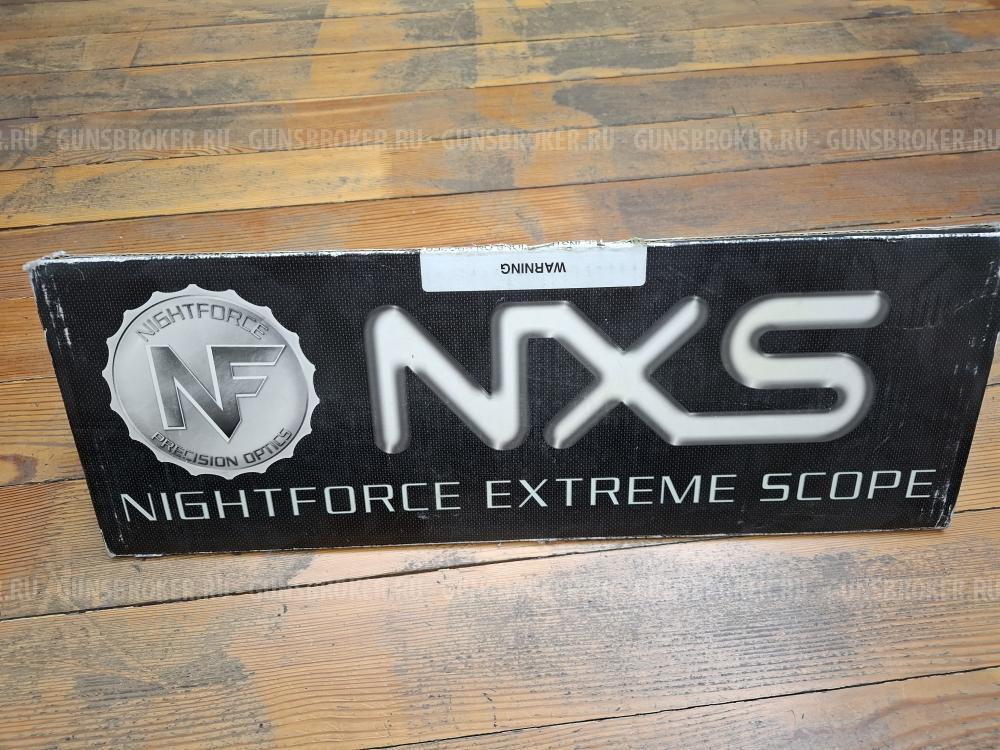 GUNSBROKER.RU - GUNSBROKER.RU - GUNSBROKER.RU - GUNSBROKER.RU - GUNSBROKER.RU
WARNING
NIGHTFORCE
NF
PRECISION OPTICS
NXS
NIGHTFORCE EXTREME SCOPE
GUNSBROKER.RU - GUNSBROKER.RU - GUNSBROKER.RU - GUNSBROKER.RU - GUNSBROKER.RU